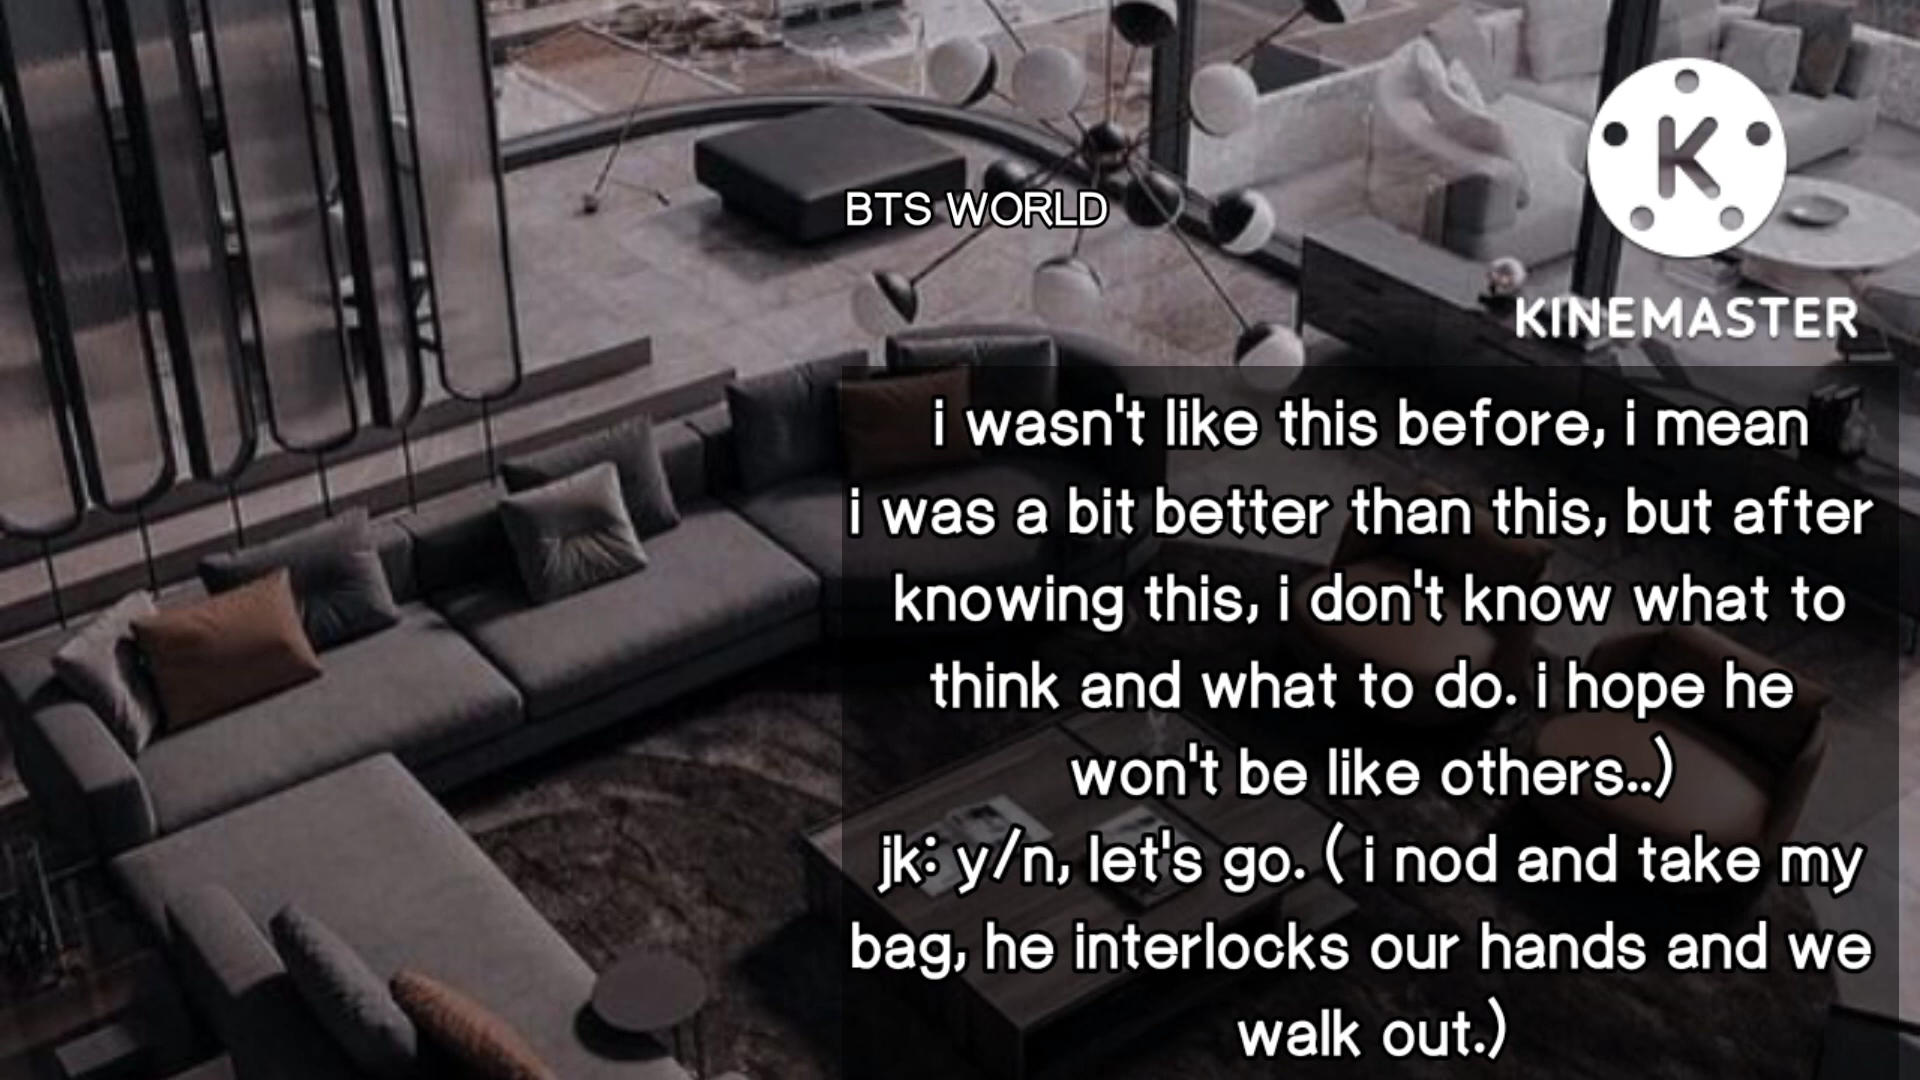 BTS WORLD
K
KINEMASTER
i wasn't like this before, i mean
i was a bit better than this, but after
knowing this, i don't know what to
think and what to do. i hope he
won't be like others..)
jk: y/n, let's go. ( i nod and take my
bag, he interlocks our hands and we
walk out.)